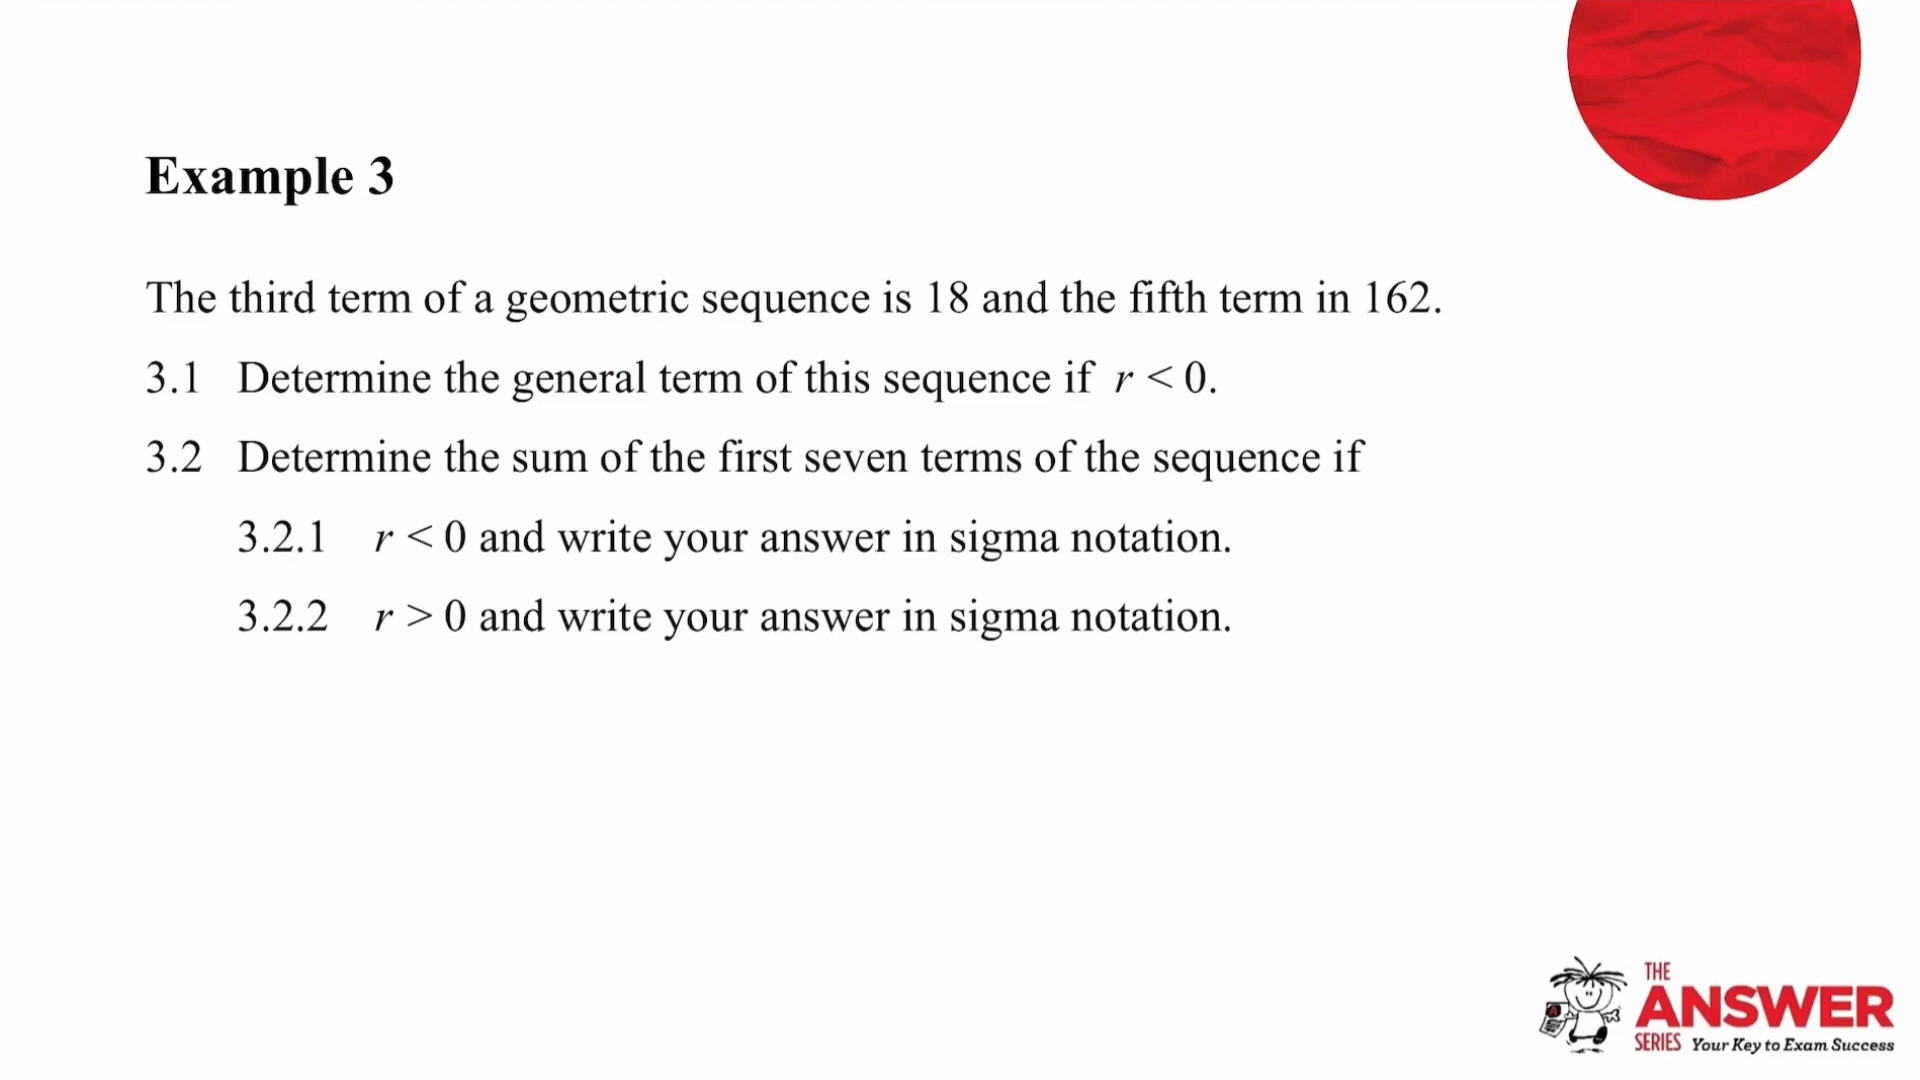 Example 3
The third term of a geometric sequence is 18 and the fifth term in 162.
3.1 Determine the general term of this sequence if r < 0.
3.2 Determine the sum of the first seven terms of the sequence if
3.2.1 r < 0 and write your answer in sigma notation.
3.2.2 r > 0 and write your answer in sigma notation.
THE
ANSWER
SERIES Your Key to Exam Success